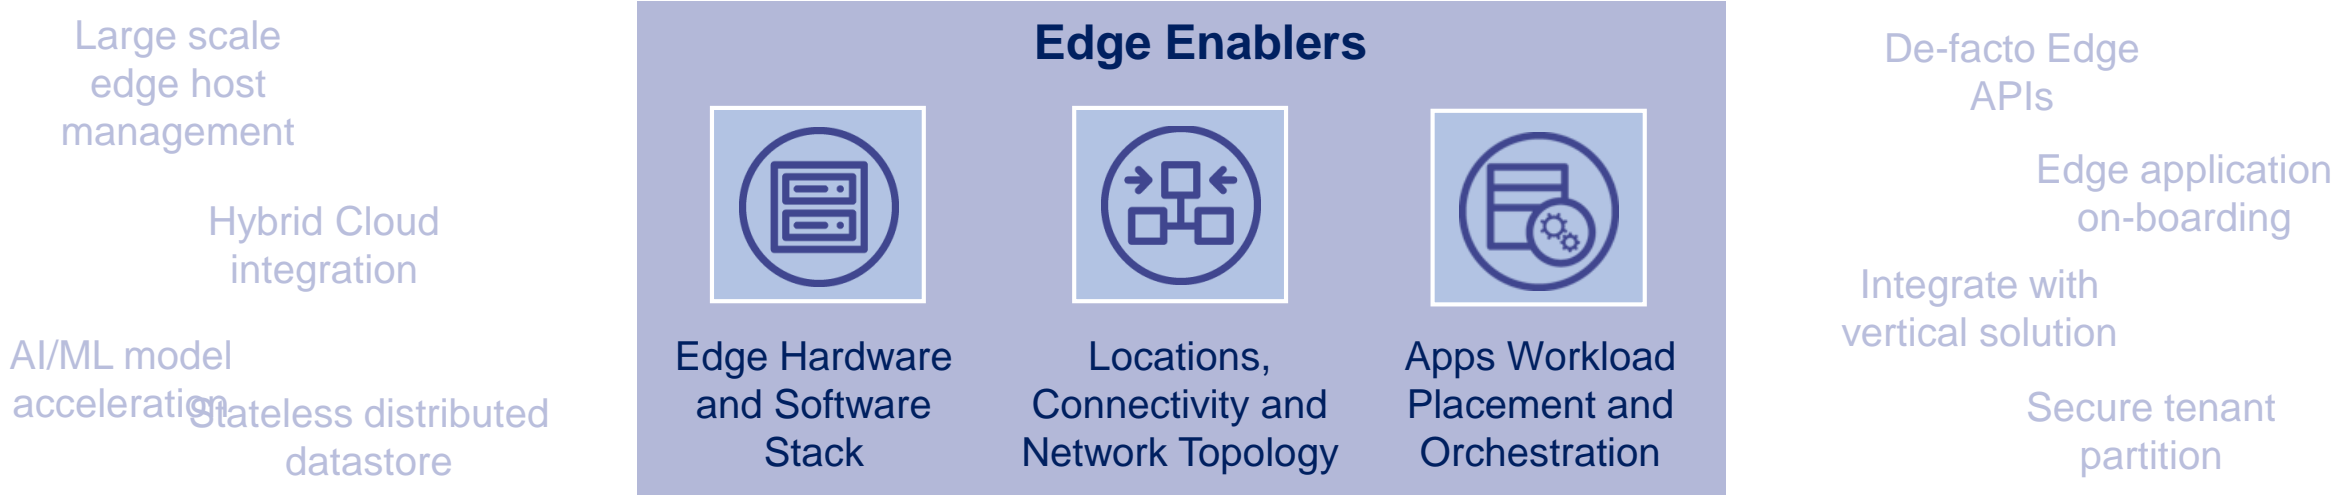 Large scale
edge host
management
Hybrid Cloud
integration
AI/ML model
acceleration
Stateless distributed
datastore
Edge Enablers
Edge Hardware
and Software
Stack
Locations,
Connectivity and
Network Topology
Apps Workload
Placement and
Orchestration
De-facto Edge
APIs
Edge application
on-boarding
Integrate with
vertical solution
Secure tenant
partition